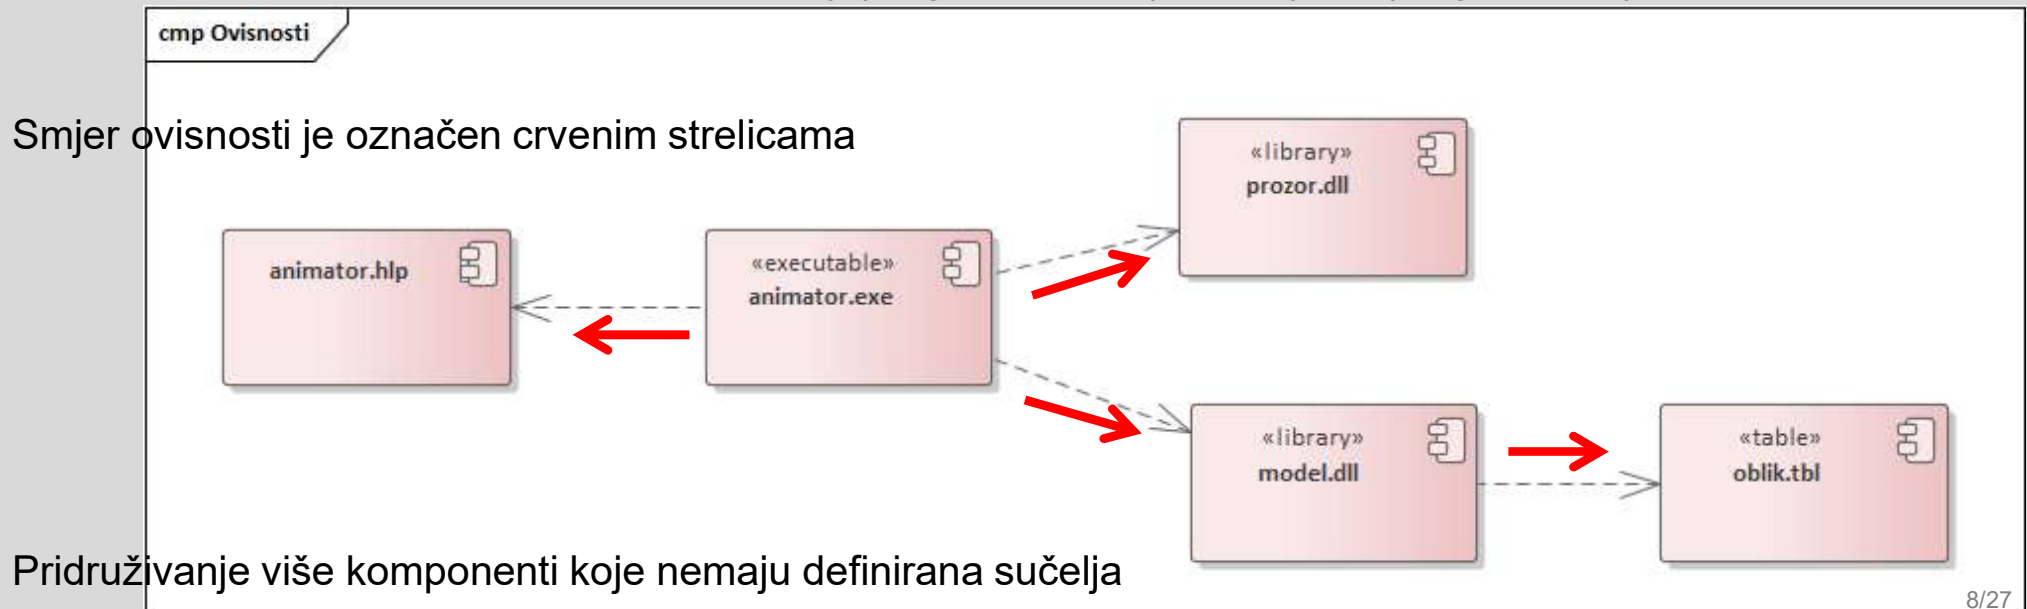 cmp Ovisnosti
Smjer ovisnosti je označen crvenim strelicama
«library»
prozor.dll
animator.hlp
«executable»
animator.exe
«library»
model.dll
«table»
oblik.tbl
Pridruživanje više komponenti koje nemaju definirana sučelja
8/27